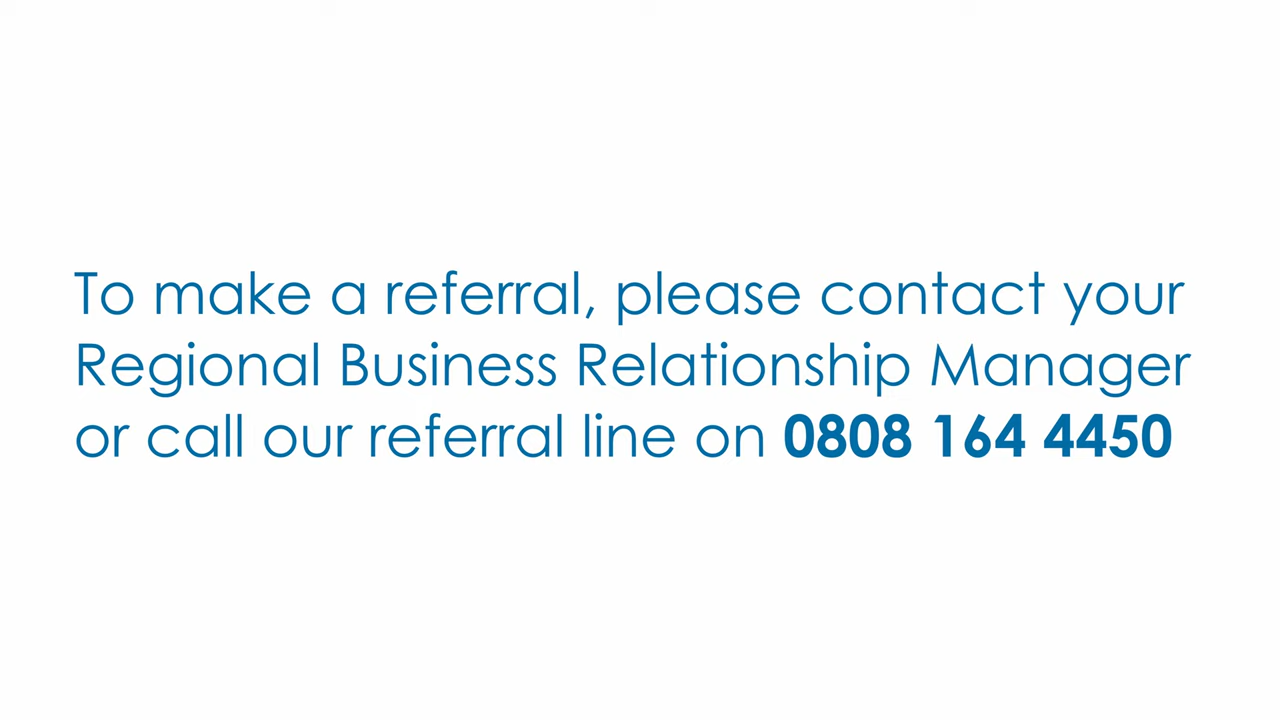 To make a referral, please contact your
Regional Business Relationship Manager
or call our referral line on 0808 164 4450